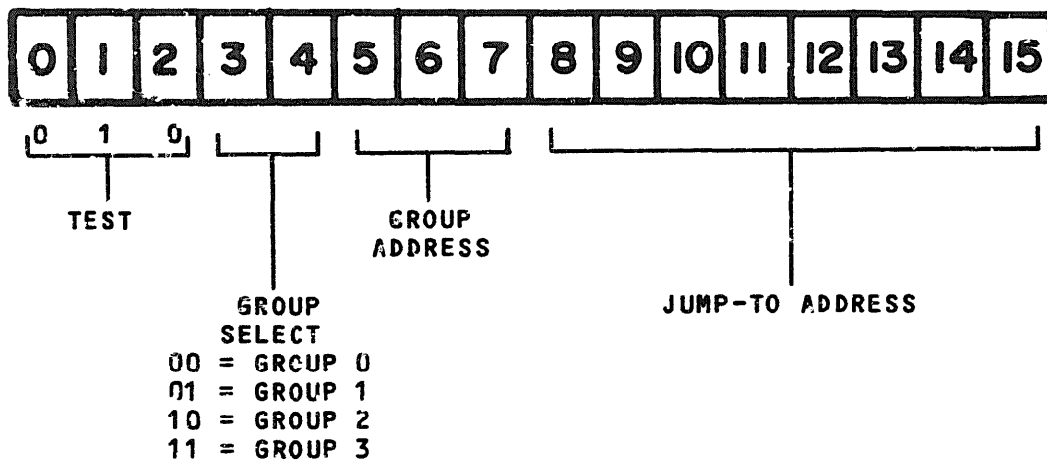 0 1 2 3 4 5 6 7 8 9 10 11 12 13 14 15
0 1 0
TEST
GROUP
ADDRESS
GROUP
SELECT
JUMP-TO ADDRESS
00 = GROUP 0
01 = GROUP 1
10 = GROUP 2
11 = GROUP 3